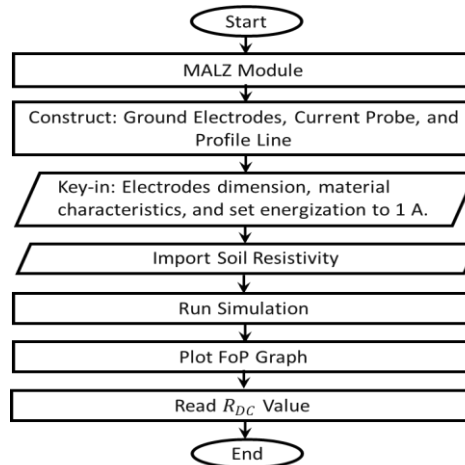 Start
MALZ Module
Construct: Ground Electrodes, Current Probe, and
Profile Line
Key-in: Electrodes dimension, material
characteristics, and set energization to 1 A.
Import Soil Resistivity
Run Simulation
Plot FoP Graph
Read R_DC Value
End